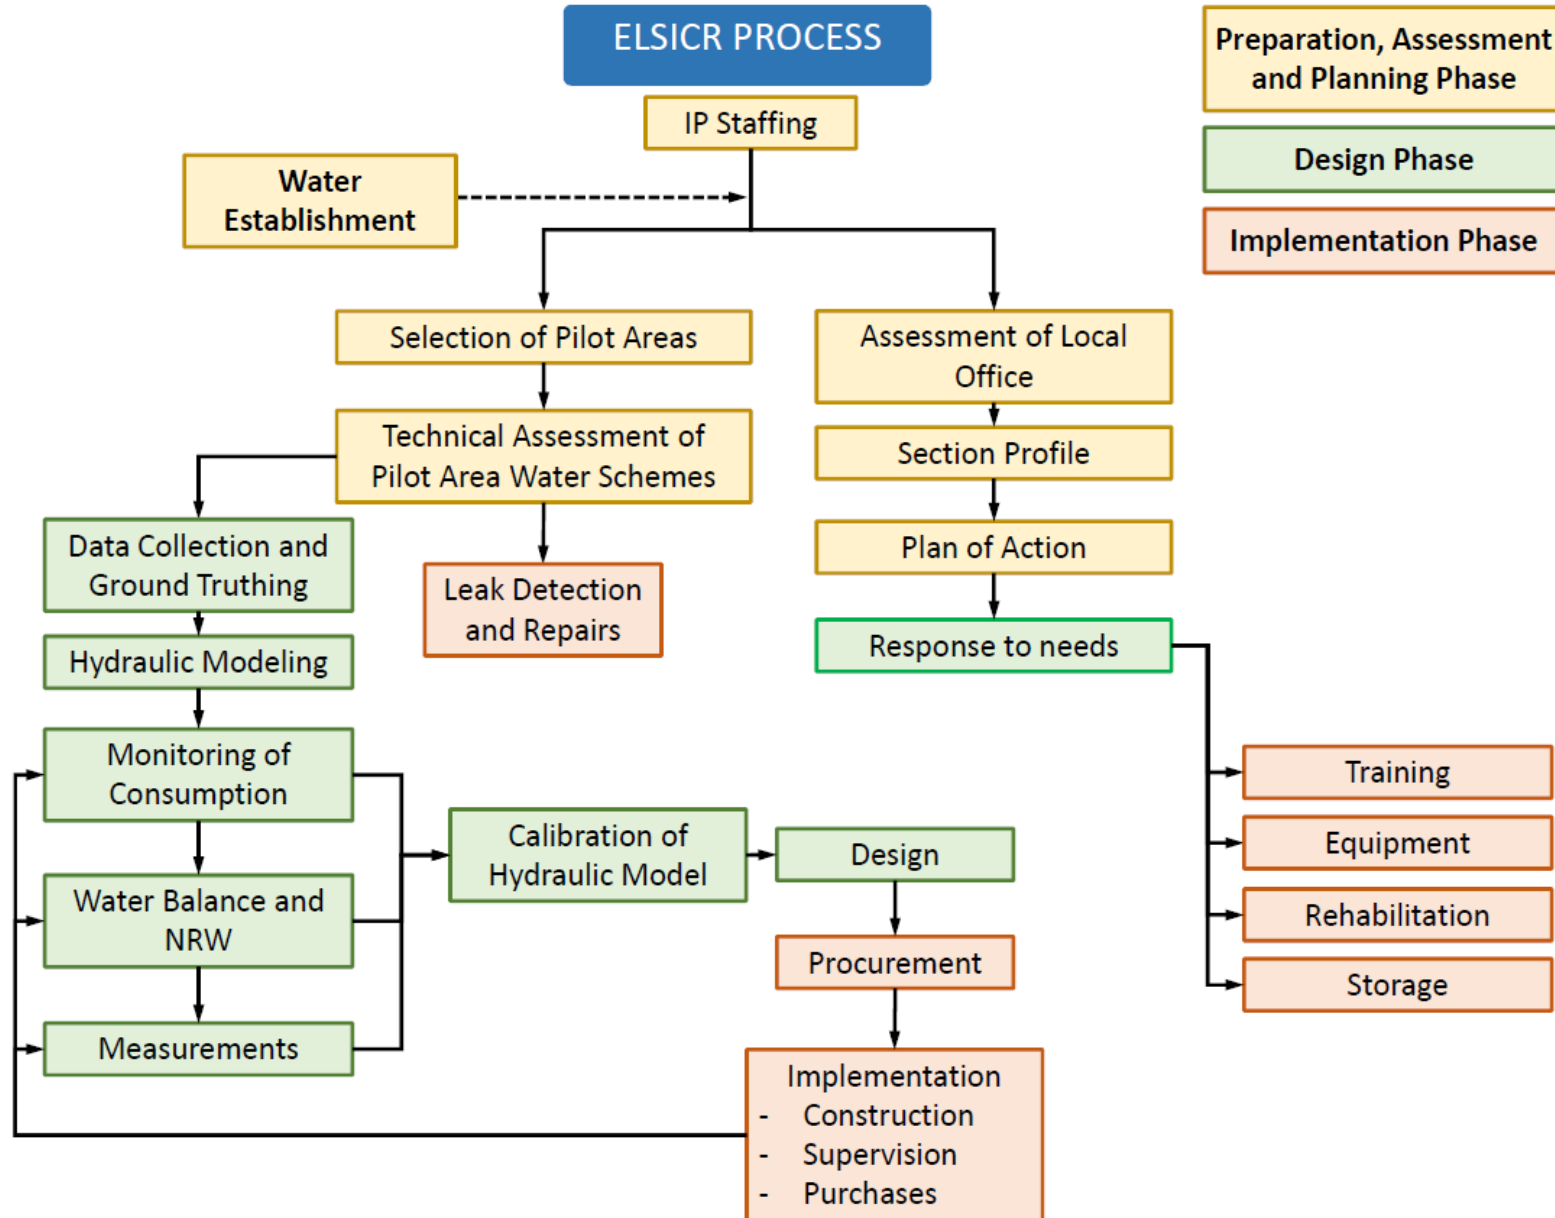 ELSICR PROCESS
Preparation, Assessment
and Planning Phase
Design Phase
Implementation Phase
IP Staffing
Water
Establishment
Selection of Pilot Areas
Assessment of Local
Office
Technical Assessment of
Pilot Area Water Schemes
Section Profile
Data Collection and
Ground Truthing
Leak Detection
and Repairs
Plan of Action
Response to needs
Hydraulic Modeling
Monitoring of
Consumption
Training
Equipment
Rehabilitation
Storage
Calibration of
Hydraulic Model
Design
Water Balance and
NRW
Procurement
Measurements
Implementation
- Construction
- Supervision
- Purchases